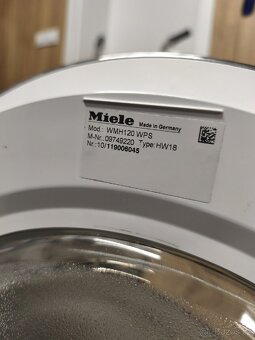 Miele Made in Germany
Mod.: WMH120 WPS
M-Nr.:09749220 Type:HW18
Nr.:10/119006045